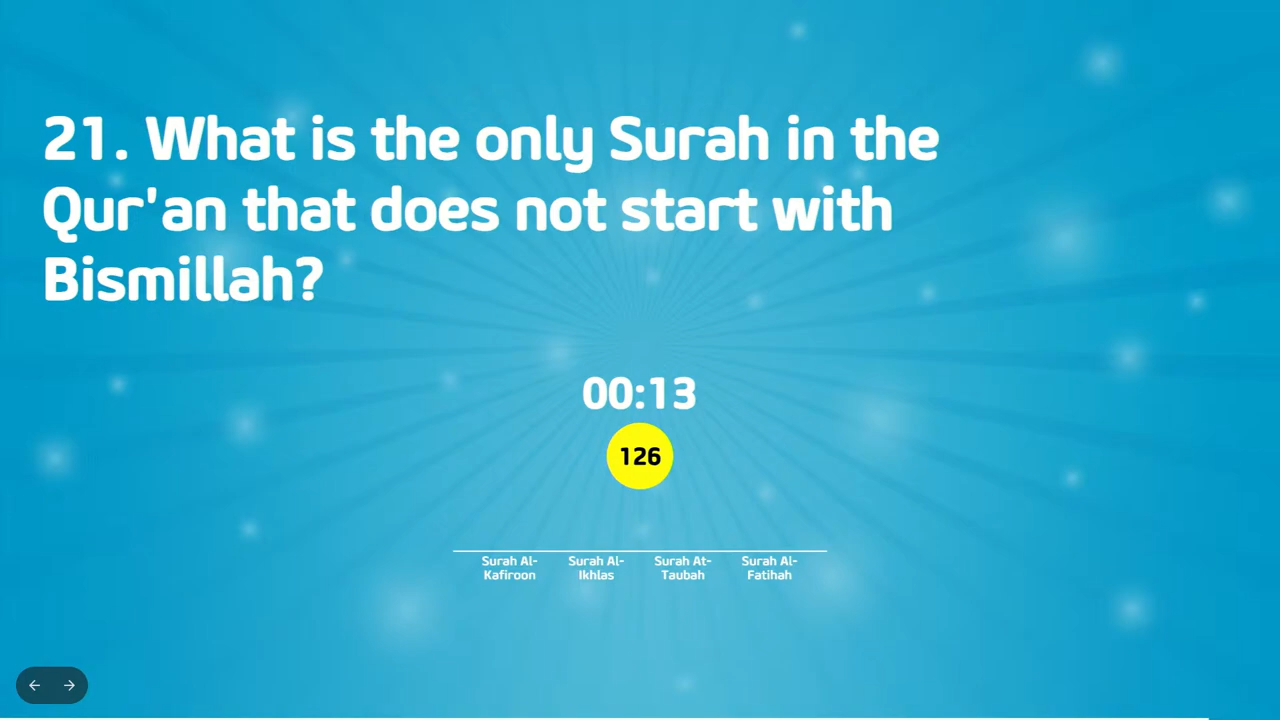 21. What is the only Surah in the
Qur'an that does not start with
Bismillah?
00:13
126
Surah Al-
Kafiroon
Surah Al-
Ikhlas
Surah At-
Taubah
Surah Al-
Fatihah